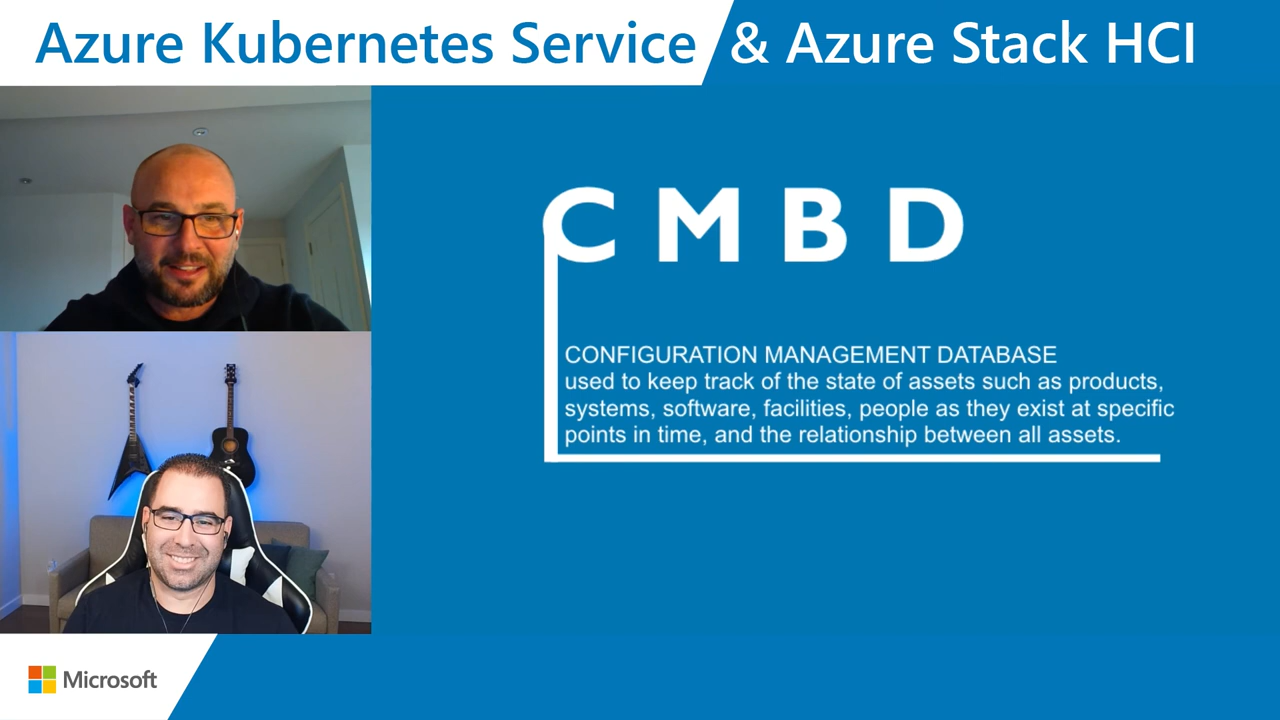 Azure Kubernetes Service & Azure Stack HCI
CMBD
CONFIGURATION MANAGEMENT DATABASE
used to keep track of the state of assets such as products,
systems, software, facilities, people as they exist at specific
points in time, and the relationship between all assets.
Microsoft